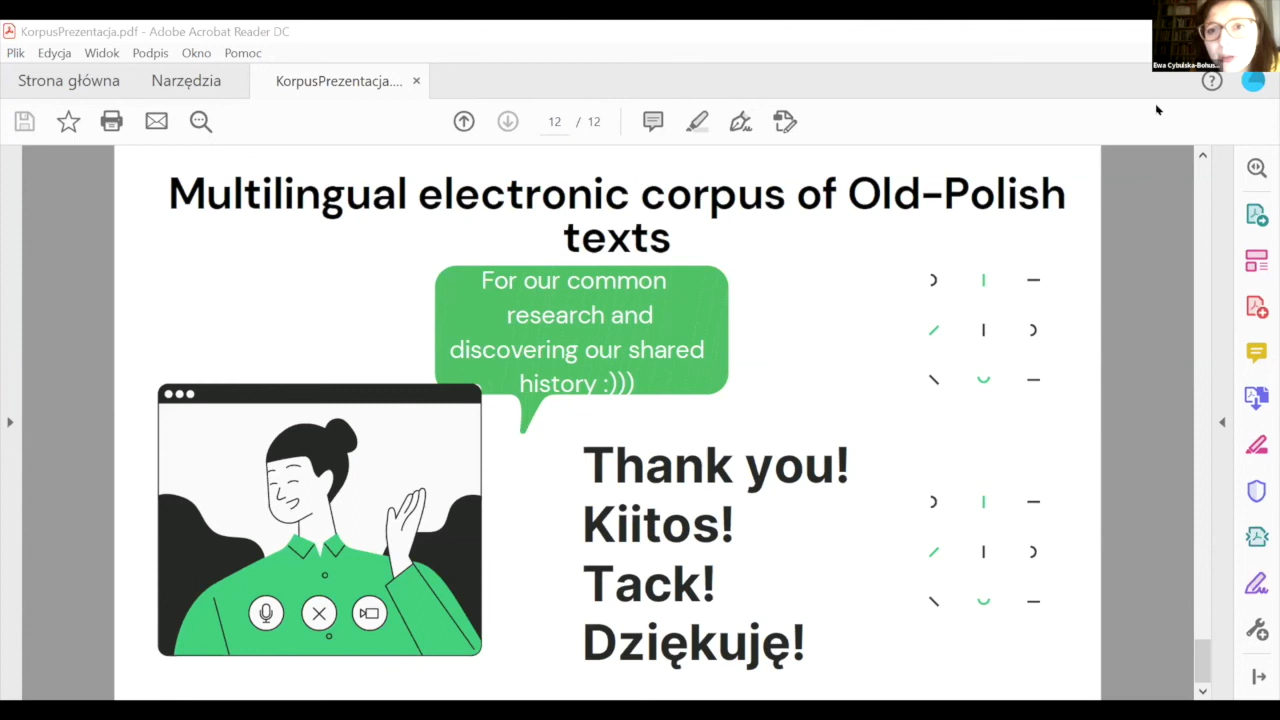 KorpusPrezentacja.pdf - Adobe Acrobat Reader DC
Plik Edycja Widok Podpis Okno Pomoc
Ewa Cybulska-Bohus...
Strona główna Narzędzia KorpusPrezentacja....
12 / 12
Multilingual electronic corpus of Old-Polish
texts
For our common
research and
discovering our shared
history :)))
Thank you!
Kiitos!
Tack!
Dziękuję!